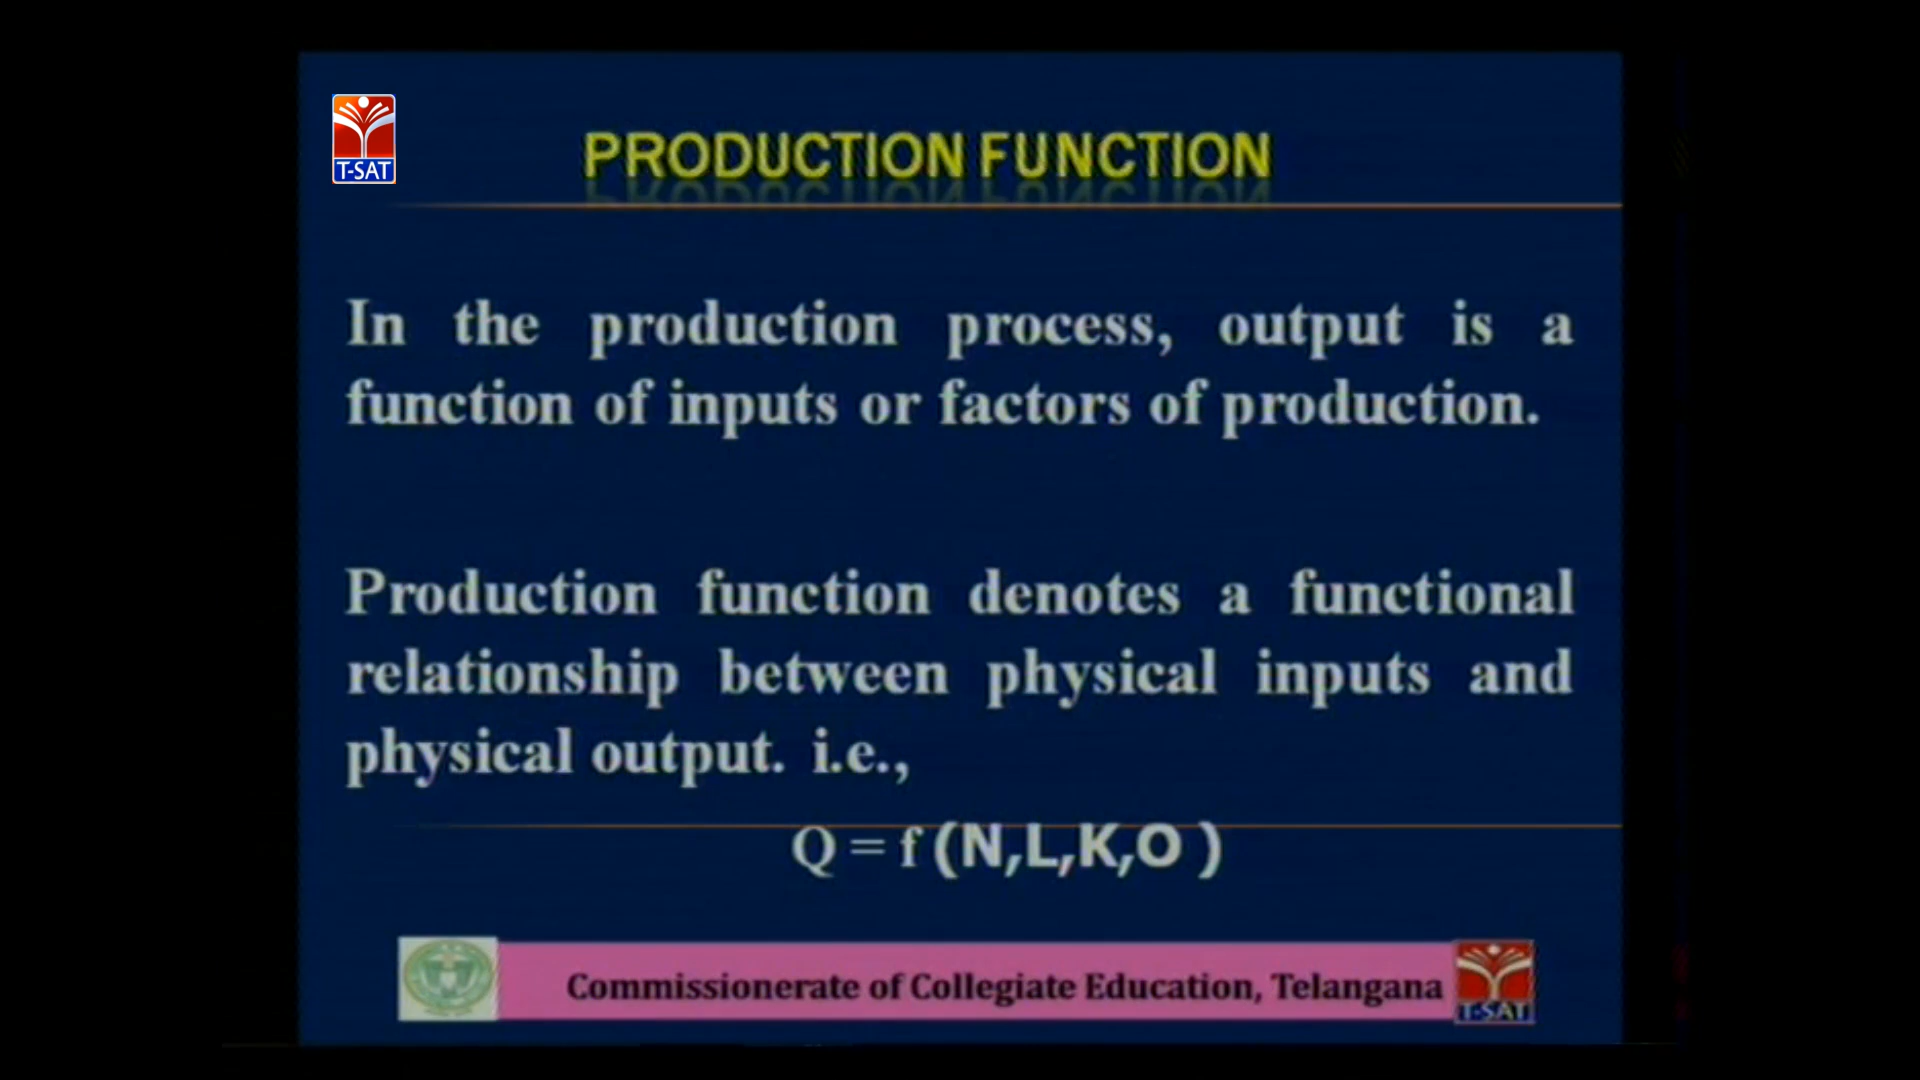 T-SAT
PRODUCTION FUNCTION
In the production process, output is a
function of inputs or factors of production.
Production function denotes a functional
relationship between physical inputs and
physical output. i.e.,
Q = f (N,L,K,O )
Commissionerate of Collegiate Education, Telangana
T-SAT